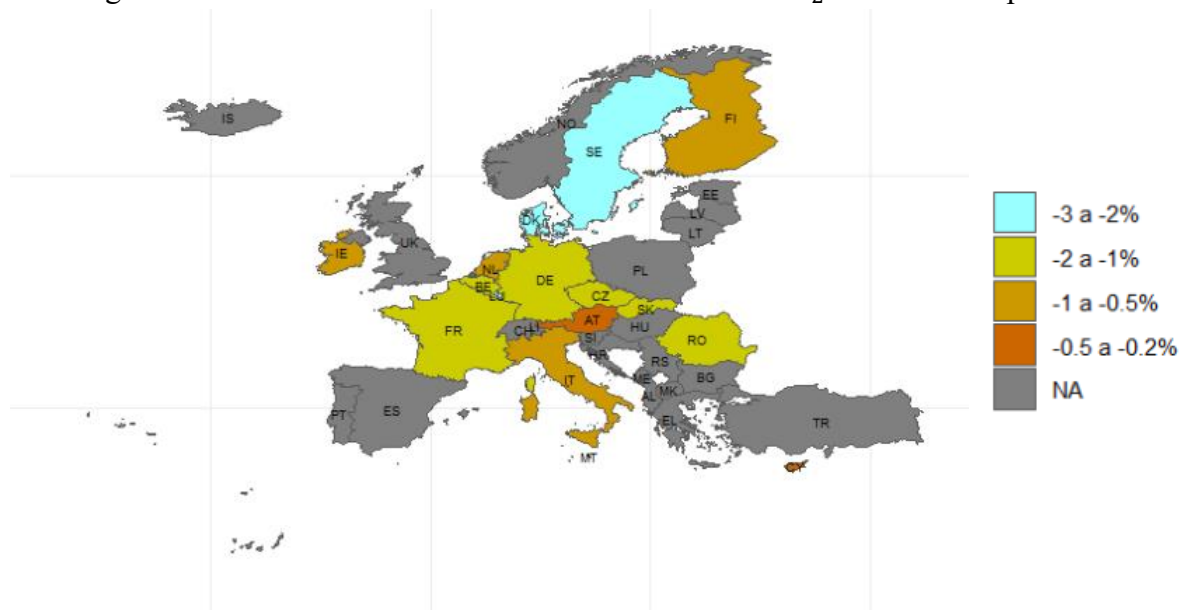 IS
NO
SE
FI
EE
LV
LT
DK
IE
UK
NL
BE
LU
DE
PL
CZ
SK
FR
CH
LI
AT
HU
SI
HR
RO
RS
ME
BG
MK
AL
IT
EL
PT
ES
TR
MT
CY
-3 a -2%
-2 a -1%
-1 a -0.5%
-0.5 a -0.2%
NA